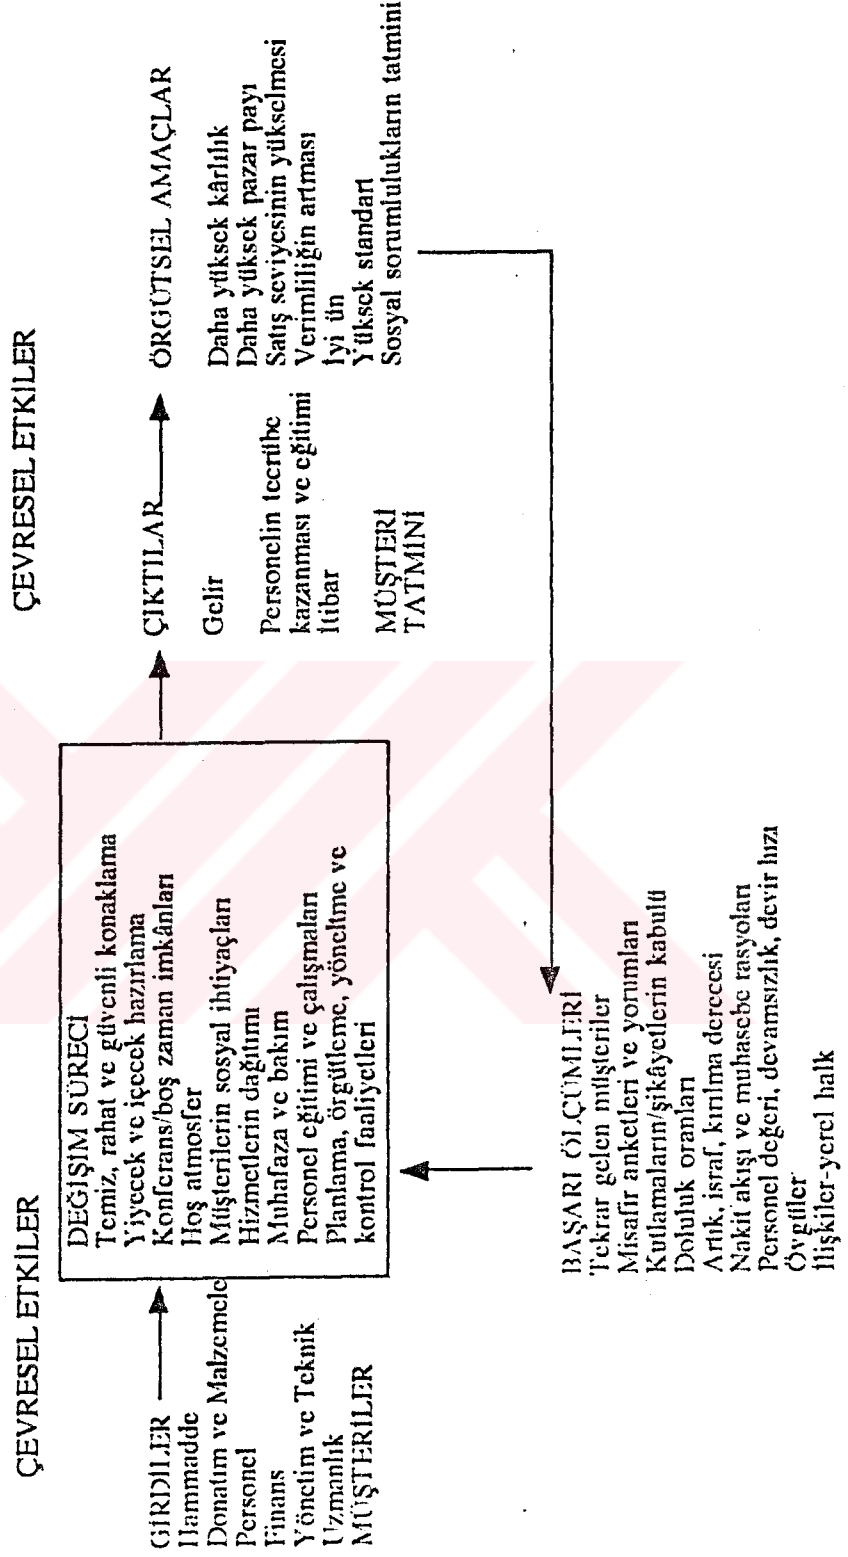 ÇEVRESEL ETKİLER
ÇEVRESEL ETKİLER
GİRDİLER
Hammadde
Donatım ve Malzemele
Personel
Finans
Yönetim ve Teknik
Uzmanlık
MÜŞTERİLER
DEĞİŞİM SÜRECİ
Temiz, rahat ve güvenli konaklama
Yiyecek ve içecek hazırlama
Konferans/boş zaman imkânları
Hoş atmosfer
Müşterilerin sosyal ihtiyaçları
Hizmetlerin dağıtımı
Muhafaza ve bakım
Personel eğitimi ve çalışmaları
Planlama, örgütleme, yöneltme ve
kontrol faaliyetleri
ÇIKTILAR
Gelir
Personelin tecrübe
kazanması ve eğitimi
İtibar
MÜŞTERİ
TATMİNİ
ÖRGÜTSEL AMAÇLAR
Daha yüksek kârlılık
Daha yüksek pazar payı
Satış seviyesinin yükselmesi
Verimliliğin artması
İyi ün
Yüksek standart
Sosyal sorumlulukların tatmini
BAŞARI ÖLÇÜMLERİ
Tekrar gelen müşteriler
Misafir anketleri ve yorumları
Kutlamaların/şikâyetlerin kabulü
Doluluk oranları
Artık, israf, kırılma derecesi
Nakit akışı ve muhasebe rasyoları
Personel değeri, devamsızlık, devir hızı
Övgüler
İlişkiler-yerel halk